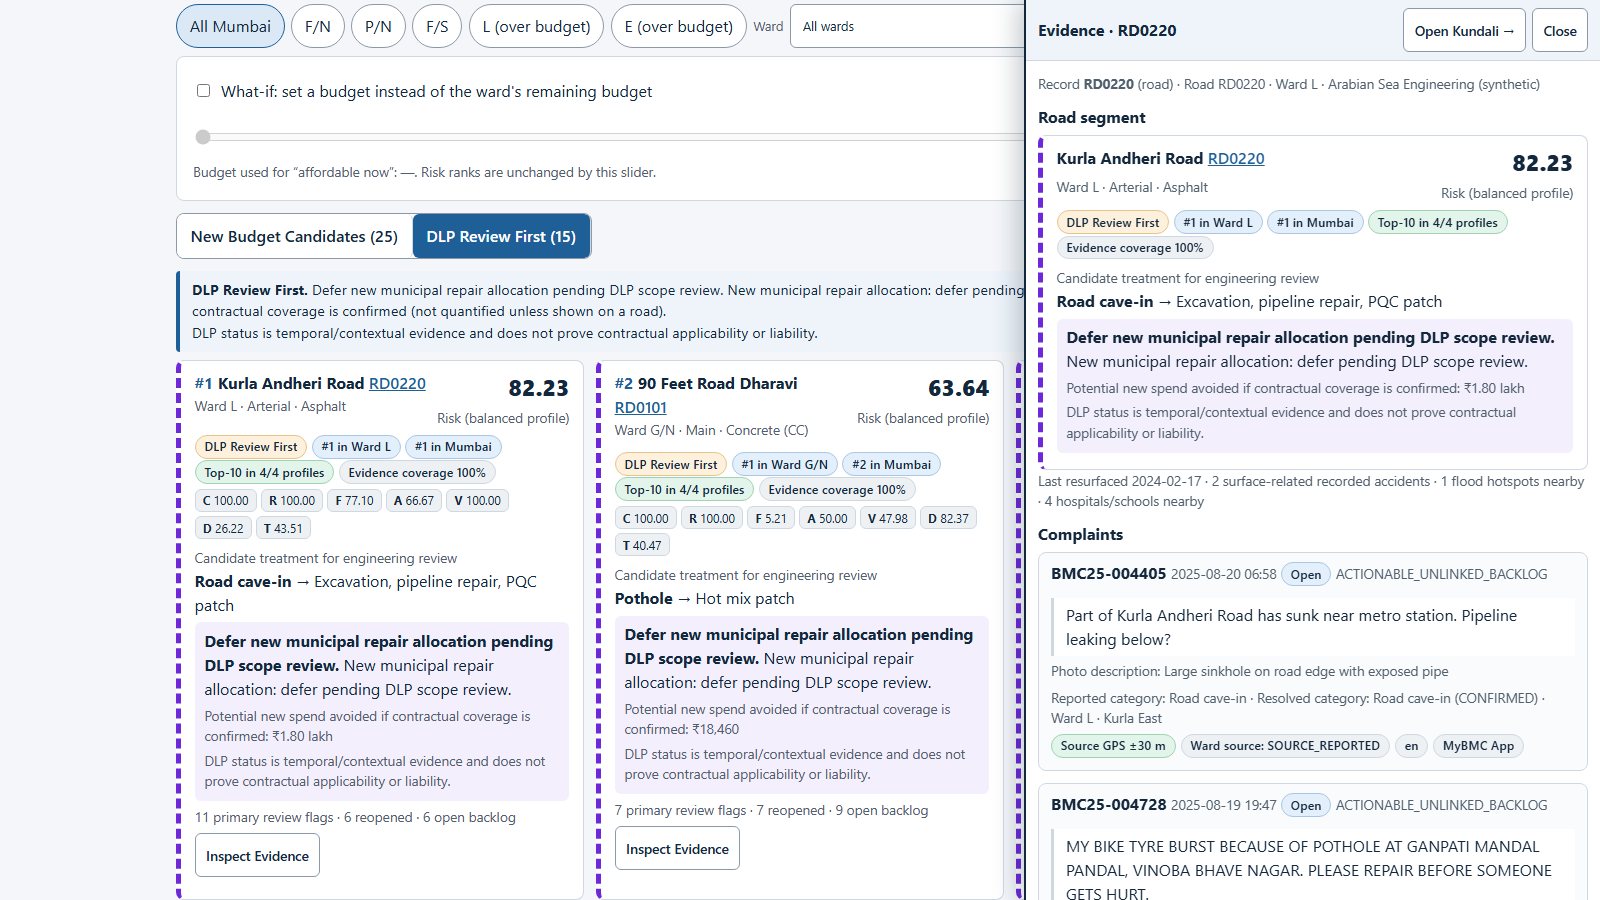 All Mumbai F/N P/N F/S L (over budget) E (over budget) Ward All wards
What-if: set a budget instead of the ward's remaining budget
Budget used for “affordable now”: —. Risk ranks are unchanged by this slider.
New Budget Candidates (25) DLP Review First (15)
DLP Review First. Defer new municipal repair allocation pending DLP scope review. New municipal repair allocation: defer pending
contractual coverage is confirmed (not quantified unless shown on a road).
DLP status is temporal/contextual evidence and does not prove contractual applicability or liability.
#1 Kurla Andheri Road RD0220 82.23
Ward L · Arterial · Asphalt
Risk (balanced profile)
DLP Review First #1 in Ward L #1 in Mumbai
Top-10 in 4/4 profiles Evidence coverage 100%
C 100.00 R 100.00 F 77.10 A 66.67 V 100.00
D 26.22 T 43.51
Candidate treatment for engineering review
Road cave-in → Excavation, pipeline repair, PQC
patch
Defer new municipal repair allocation pending
DLP scope review. New municipal repair
allocation: defer pending DLP scope review.
Potential new spend avoided if contractual coverage is
confirmed: ₹1.80 lakh
DLP status is temporal/contextual evidence and does not
prove contractual applicability or liability.
11 primary review flags · 6 reopened · 6 open backlog
Inspect Evidence
#2 90 Feet Road Dharavi 63.64
RD0101
Risk (balanced profile)
Ward G/N · Main · Concrete (CC)
DLP Review First #1 in Ward G/N #2 in Mumbai
Top-10 in 4/4 profiles Evidence coverage 100%
C 100.00 R 100.00 F 5.21 A 50.00 V 47.98 D 82.37
T 40.47
Candidate treatment for engineering review
Pothole → Hot mix patch
Defer new municipal repair allocation pending
DLP scope review. New municipal repair
allocation: defer pending DLP scope review.
Potential new spend avoided if contractual coverage is
confirmed: ₹18,460
DLP status is temporal/contextual evidence and does not
prove contractual applicability or liability.
7 primary review flags · 7 reopened · 9 open backlog
Inspect Evidence
Evidence · RD0220 Open Kundali → Close
Record RD0220 (road) · Road RD0220 · Ward L · Arabian Sea Engineering (synthetic)
Road segment
Kurla Andheri Road RD0220 82.23
Ward L · Arterial · Asphalt Risk (balanced profile)
DLP Review First #1 in Ward L #1 in Mumbai Top-10 in 4/4 profiles
Evidence coverage 100%
Candidate treatment for engineering review
Road cave-in → Excavation, pipeline repair, PQC patch
Defer new municipal repair allocation pending DLP scope review.
New municipal repair allocation: defer pending DLP scope review.
Potential new spend avoided if contractual coverage is confirmed: ₹1.80 lakh
DLP status is temporal/contextual evidence and does not prove contractual
applicability or liability.
Last resurfaced 2024-02-17 · 2 surface-related recorded accidents · 1 flood hotspots nearby
· 4 hospitals/schools nearby
Complaints
BMC25-004405 2025-08-20 06:58 Open ACTIONABLE_UNLINKED_BACKLOG
Part of Kurla Andheri Road has sunk near metro station. Pipeline
leaking below?
Photo description: Large sinkhole on road edge with exposed pipe
Reported category: Road cave-in · Resolved category: Road cave-in (CONFIRMED) ·
Ward L · Kurla East
Source GPS ±30 m Ward source: SOURCE_REPORTED en MyBMC App
BMC25-004728 2025-08-19 19:47 Open ACTIONABLE_UNLINKED_BACKLOG
MY BIKE TYRE BURST BECAUSE OF POTHOLE AT GANPATI MANDAL
PANDAL, VINOBA BHAVE NAGAR. PLEASE REPAIR BEFORE SOMEONE
GETS HURT.